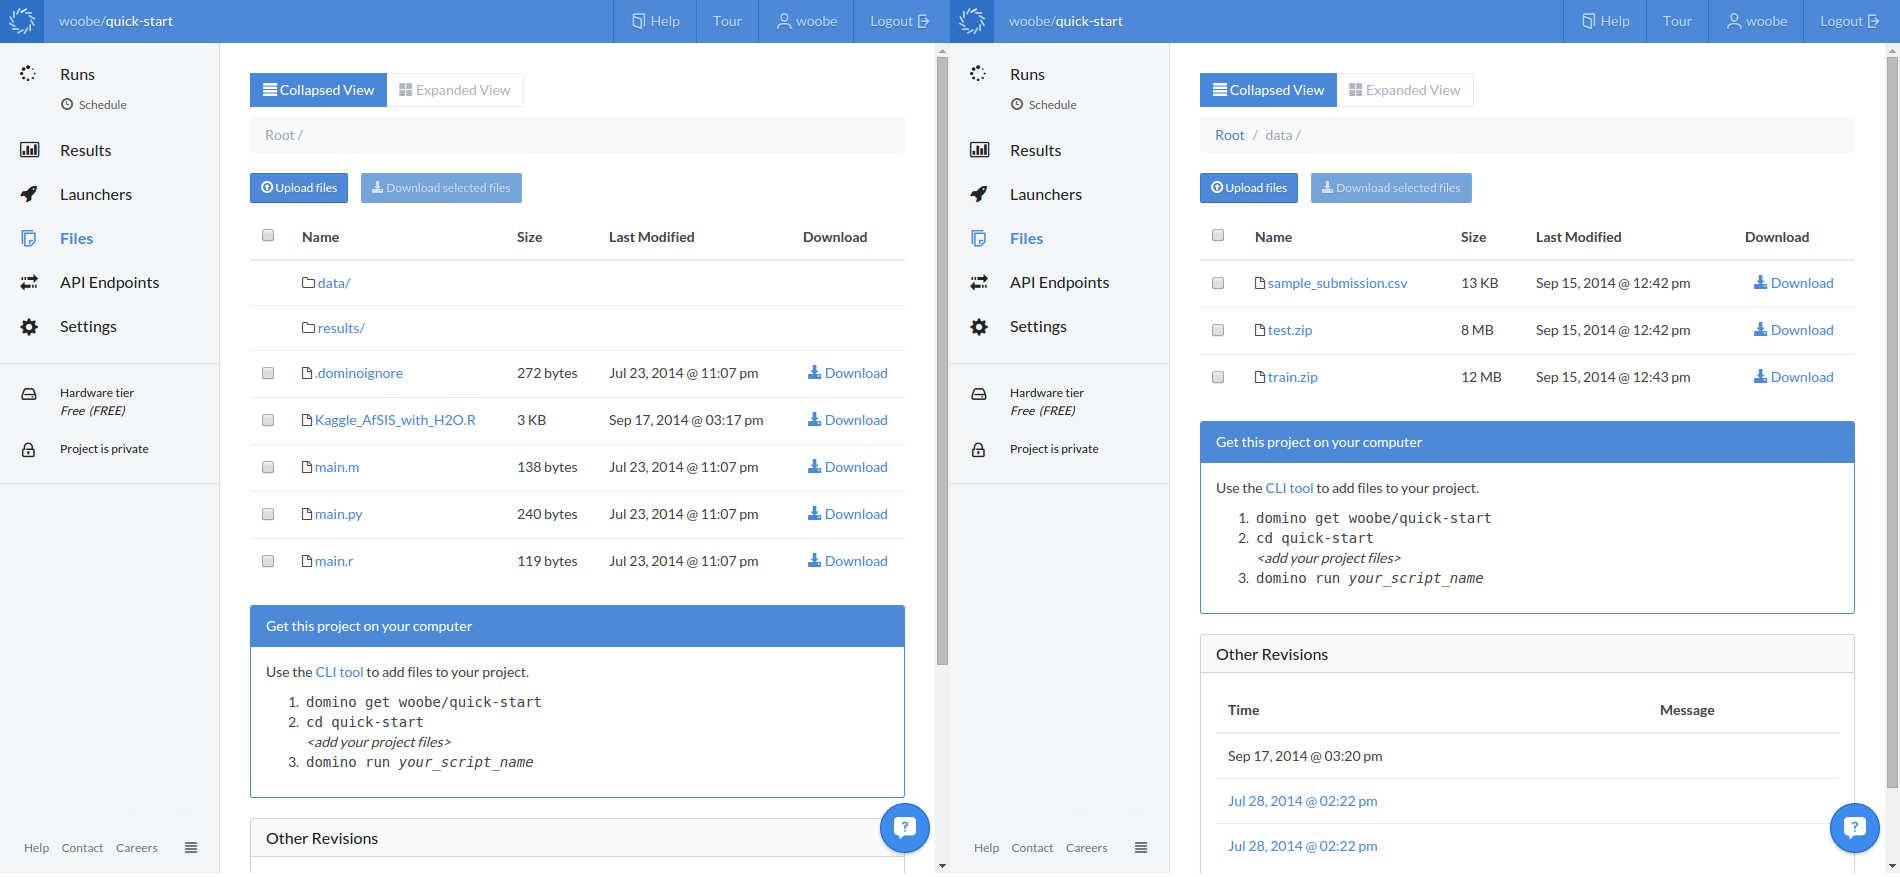 woobe/quick-start
Help
Tour
woobe
Logout
Runs
Schedule
Results
Launchers
Files
API Endpoints
Settings
Hardware tier
Free (FREE)
Project is private
Help Contact Careers
Collapsed View
Expanded View
Root /
Upload files
Download selected files
Name Size Last Modified Download
data/
results/
.dominoignore 272 bytes Jul 23, 2014 @ 11:07 pm Download
Kaggle_AfSIS_with_H2O.R 3 KB Sep 17, 2014 @ 03:17 pm Download
main.m 138 bytes Jul 23, 2014 @ 11:07 pm Download
main.py 240 bytes Jul 23, 2014 @ 11:07 pm Download
main.r 119 bytes Jul 23, 2014 @ 11:07 pm Download
Get this project on your computer
Use the CLI tool to add files to your project.
1. domino get woobe/quick-start
2. cd quick-start
<add your project files>
3. domino run your_script_name
Other Revisions
woobe/quick-start
Help
Tour
woobe
Logout
Runs
Schedule
Results
Launchers
Files
API Endpoints
Settings
Hardware tier
Free (FREE)
Project is private
Help Contact Careers
Collapsed View
Expanded View
Root / data /
Upload files
Download selected files
Name Size Last Modified Download
sample_submission.csv 13 KB Sep 15, 2014 @ 12:42 pm Download
test.zip 8 MB Sep 15, 2014 @ 12:42 pm Download
train.zip 12 MB Sep 15, 2014 @ 12:43 pm Download
Get this project on your computer
Use the CLI tool to add files to your project.
1. domino get woobe/quick-start
2. cd quick-start
<add your project files>
3. domino run your_script_name
Other Revisions
Time Message
Sep 17, 2014 @ 03:20 pm
Jul 28, 2014 @ 02:22 pm
Jul 28, 2014 @ 02:22 pm